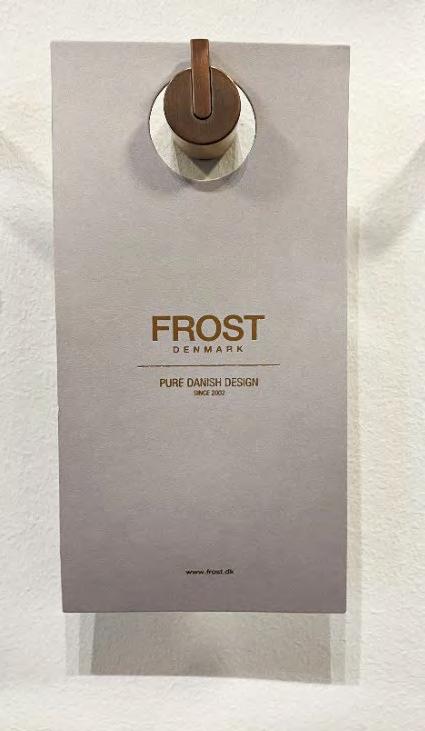 FROST
DENMARK
PURE DANISH DESIGN
SINCE 2002
www.frost.dk